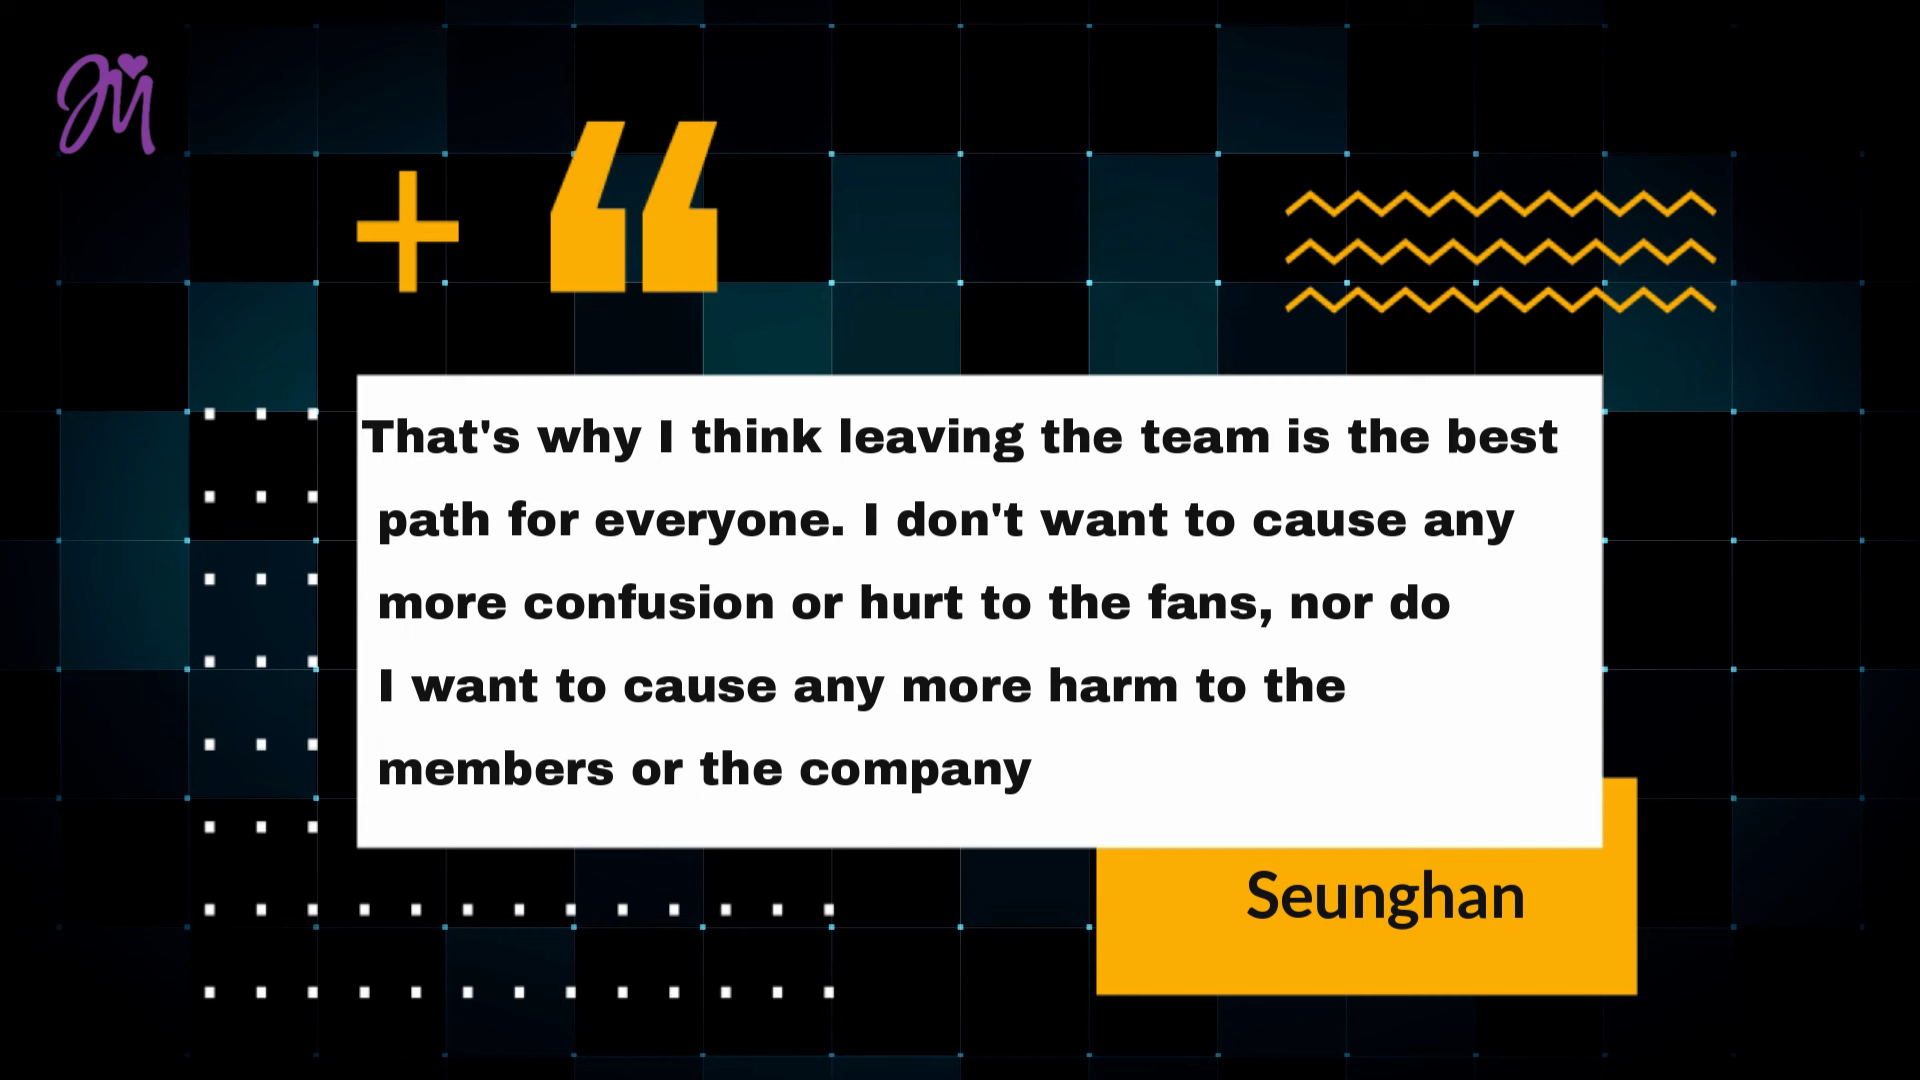 M
“
That's why I think leaving the team is the best
path for everyone. I don't want to cause any
more confusion or hurt to the fans, nor do
I want to cause any more harm to the
members or the company
Seunghan